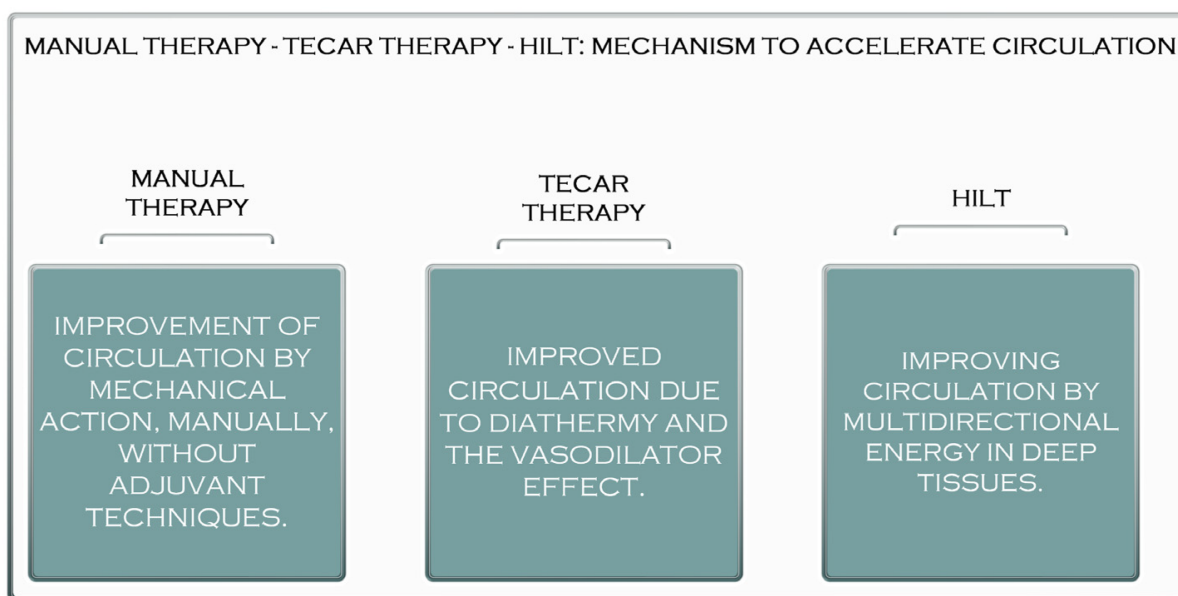 MANUAL THERAPY - TECAR THERAPY - HILT: MECHANISM TO ACCELERATE CIRCULATION
MANUAL
THERAPY
IMPROVEMENT OF
CIRCULATION BY
MECHANICAL
ACTION, MANUALLY,
WITHOUT
ADJUVANT
TECHNIQUES.
TECAR
THERAPY
IMPROVED
CIRCULATION DUE
TO DIATHERMY AND
THE VASODILATOR
EFFECT.
HILT
IMPROVING
CIRCULATION BY
MULTIDIRECTIONAL
ENERGY IN DEEP
TISSUES.